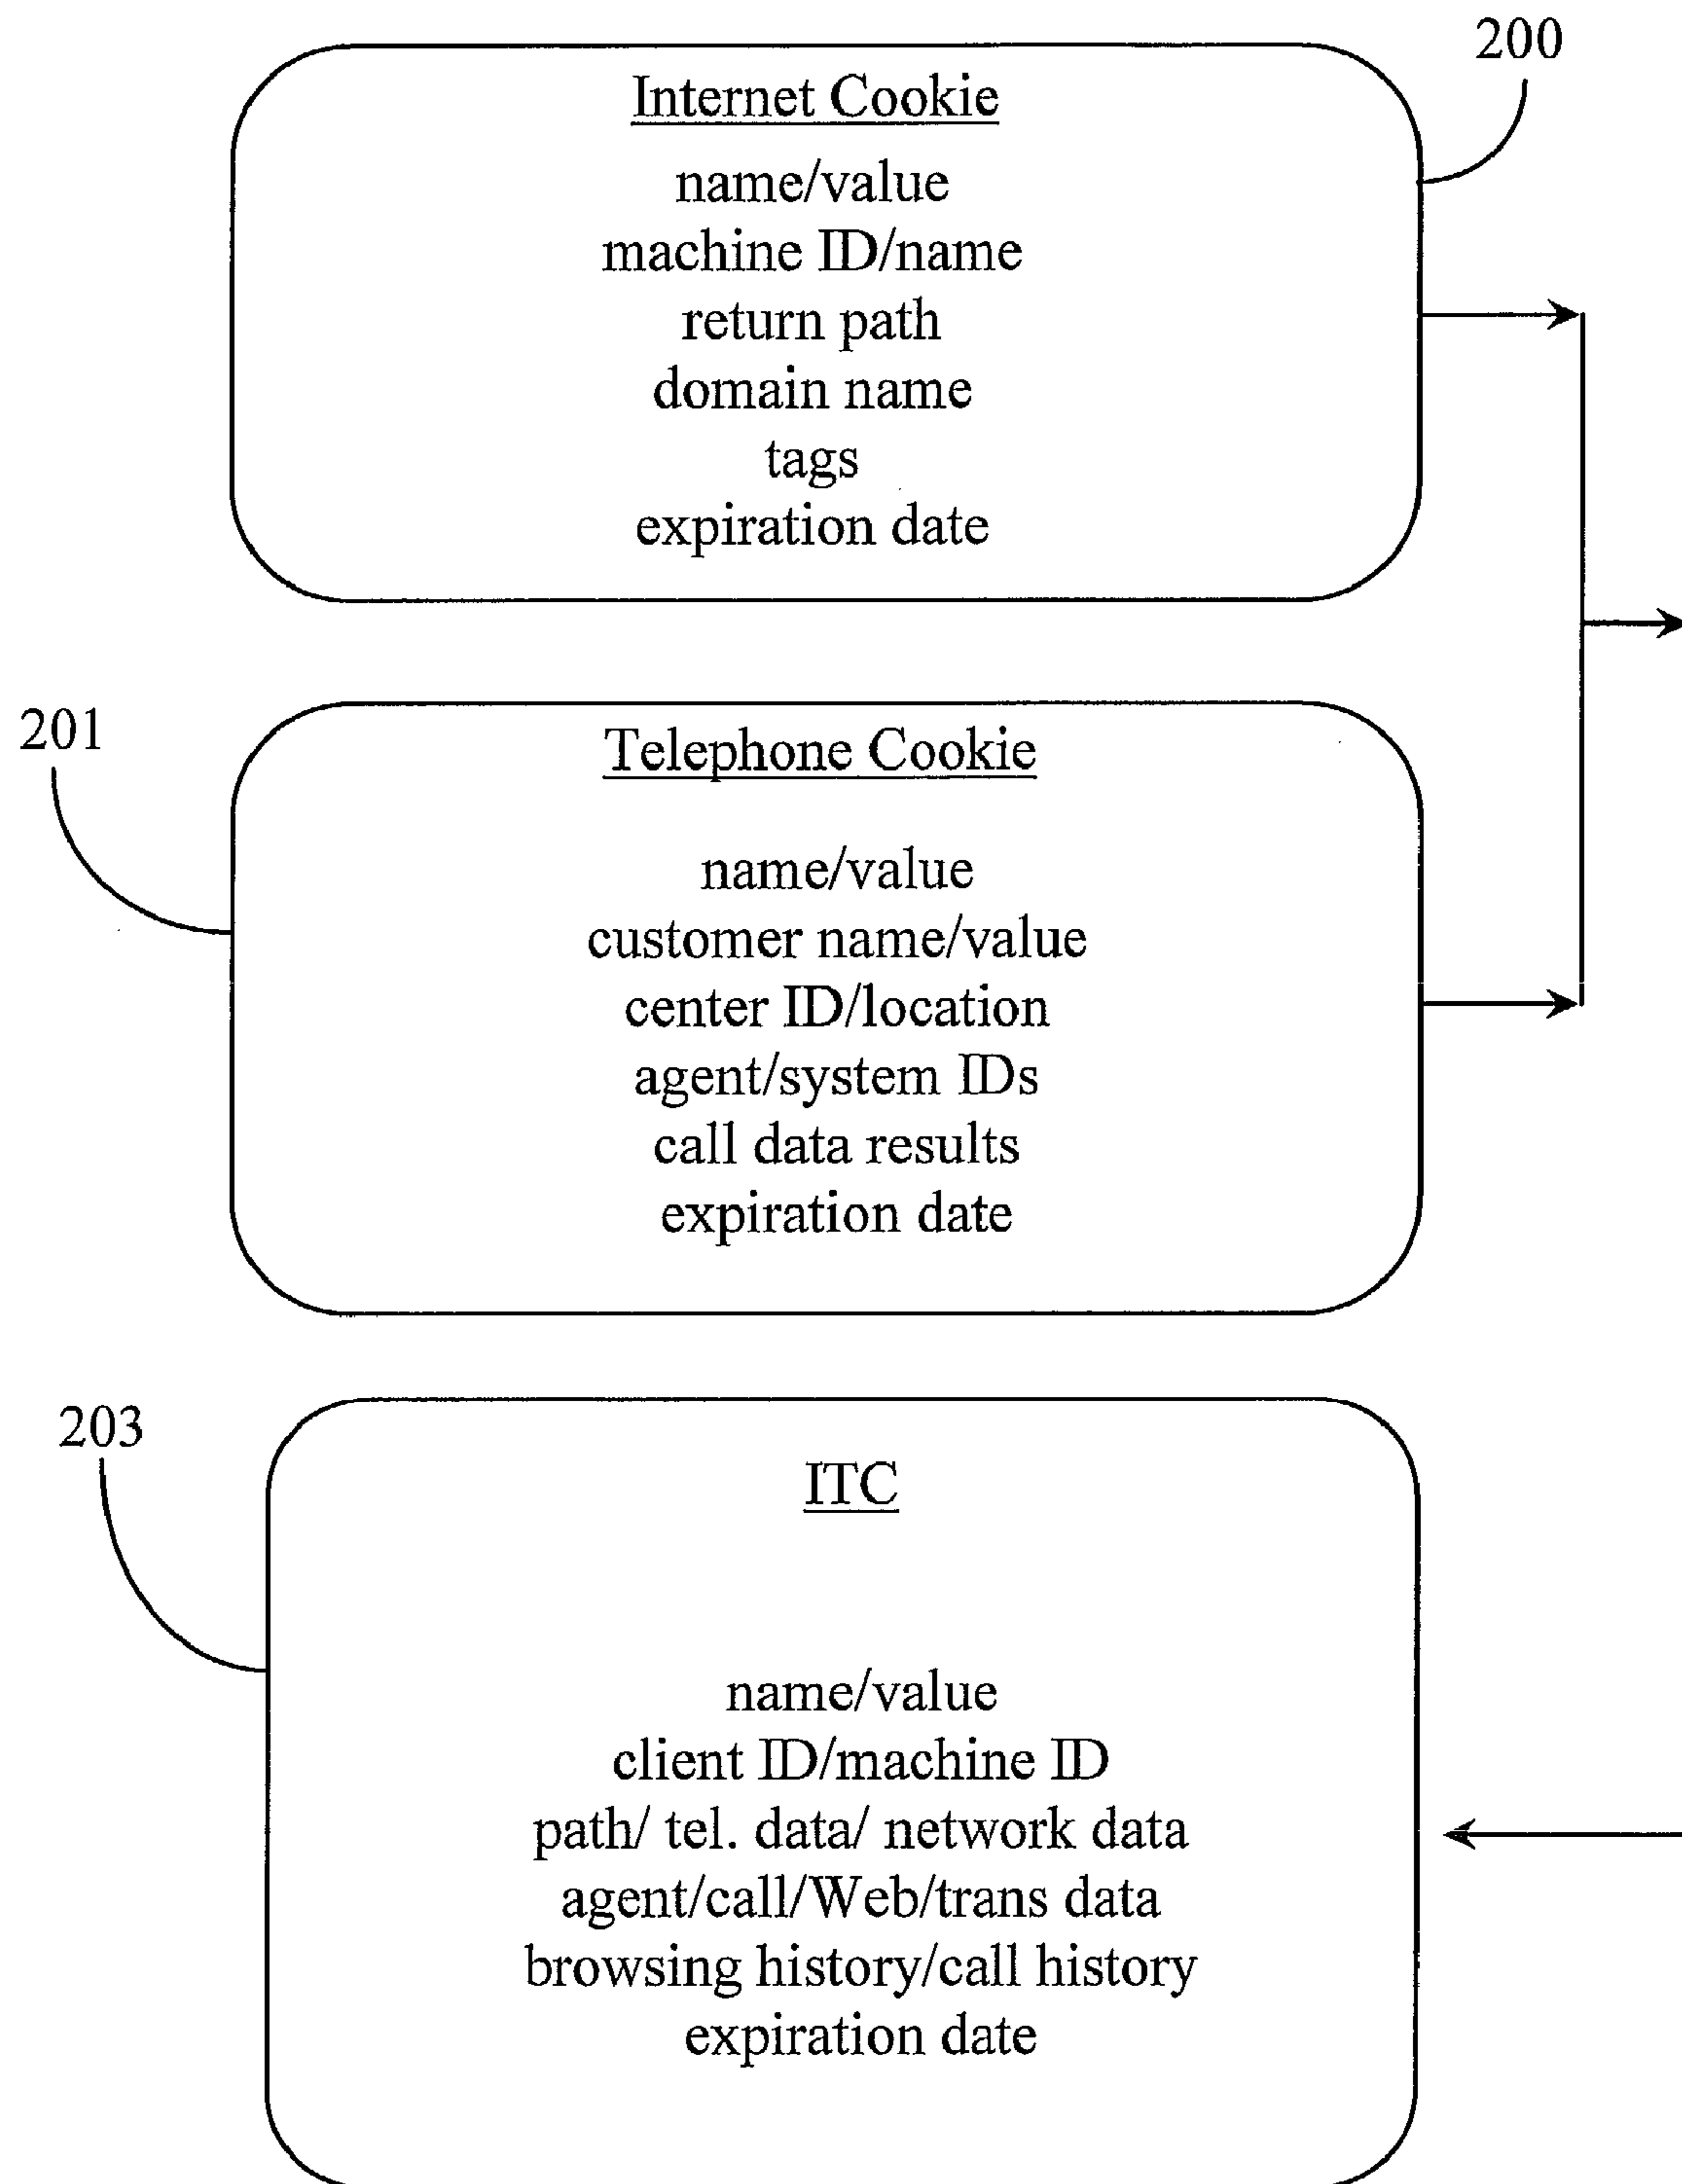 200
Internet Cookie
name/value
machine ID/name
return path
domain name
tags
expiration date
201
Telephone Cookie
name/value
customer name/value
center ID/location
agent/system IDs
call data results
expiration date
203
ITC
name/value
client ID/machine ID
path/ tel. data/ network data
agent/call/Web/trans data
browsing history/call history
expiration date